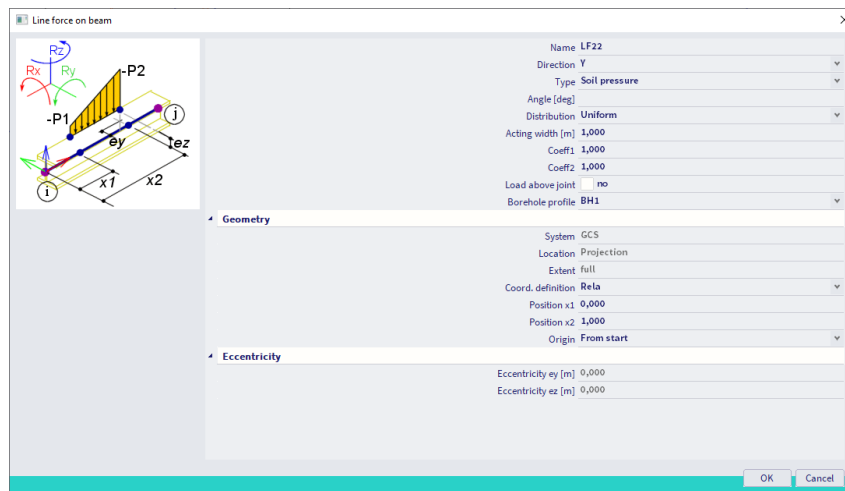 Line force on beam
Rz
Rx Ry
-P2
-P1
j
ey
ez
x1 x2
i
Name LF22
Direction Y
Type Soil pressure
Angle [deg]
Distribution Uniform
Acting width [m] 1,000
Coeff1 1,000
Coeff2 1,000
Load above joint no
Borehole profile BH1
Geometry
System GCS
Location Projection
Extent full
Coord. definition Rela
Position x1 0,000
Position x2 1,000
Origin From start
Eccentricity
Eccentricity ey [m] 0,000
Eccentricity ez [m] 0,000
OK Cancel